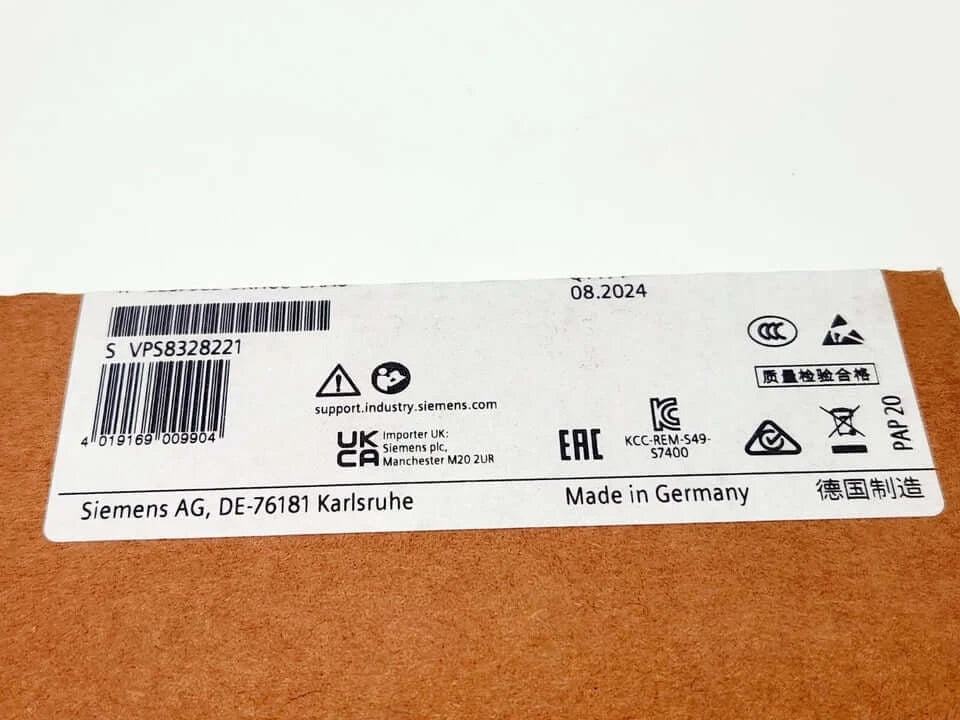 08.2024
S VPS8328221
4 019169 009904
support.industry.siemens.com
UK
CA
Importer UK:
Siemens plc,
Manchester M20 2UR
EAC
KCC-REM-S49-
S7400
CCC
质量检验合格
PAP 20
Siemens AG, DE-76181 Karlsruhe
Made in Germany
德国制造